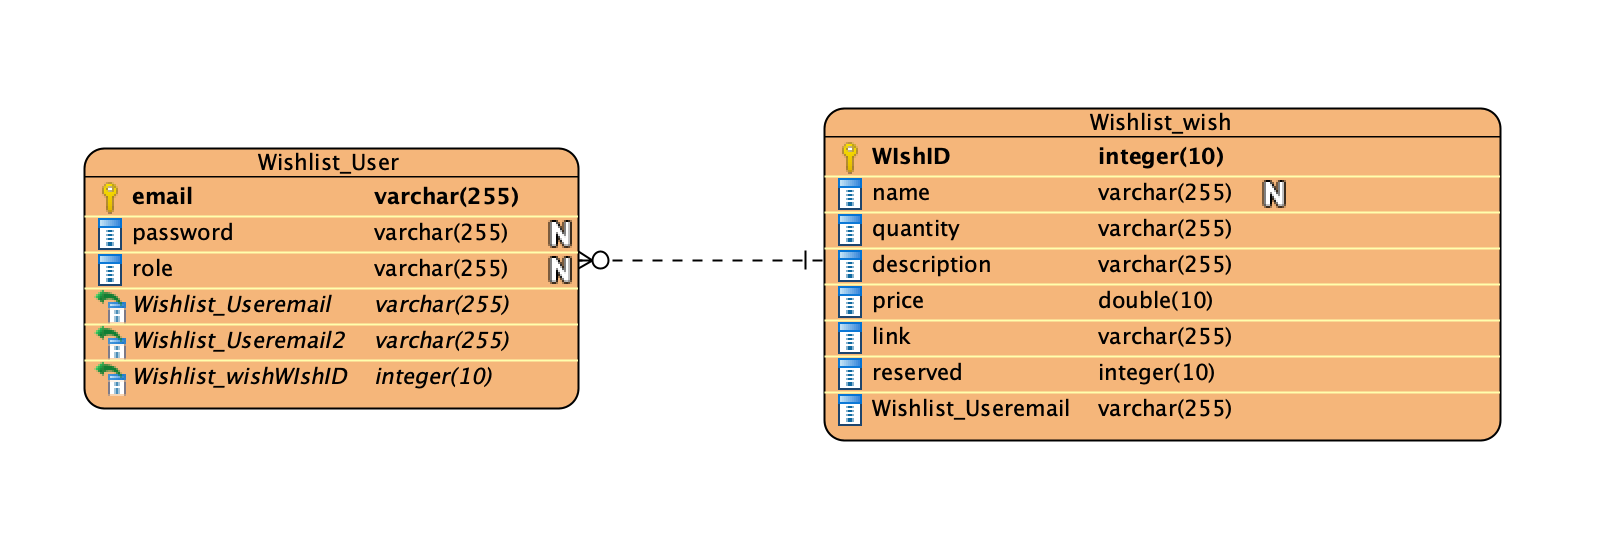 Wishlist_User
email varchar(255)
password varchar(255) N
role varchar(255) N
Wishlist_Useremail varchar(255)
Wishlist_Useremail2 varchar(255)
Wishlist_wishWIshID integer(10)
Wishlist_wish
WIshID integer(10)
name varchar(255) N
quantity varchar(255)
description varchar(255)
price double(10)
link varchar(255)
reserved integer(10)
Wishlist_Useremail varchar(255)